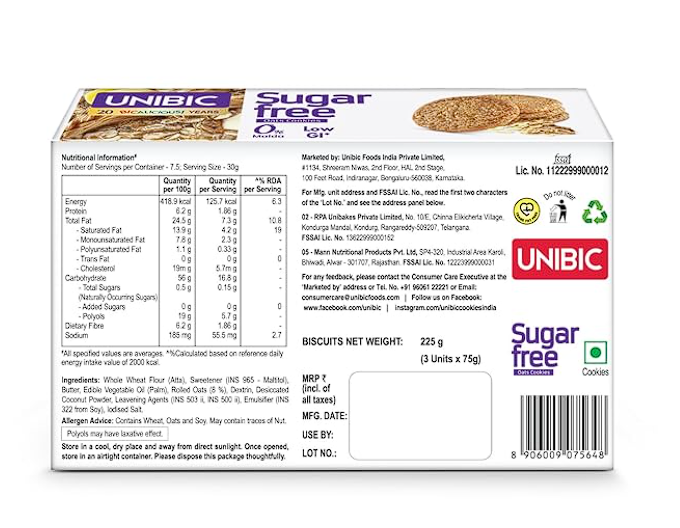 UNIBIC
20 DELICIOUS! YEARS
Sugar
free
Oats Cookies
0% Maida
Low GI*
Nutritional Information#
Number of Servings per Container - 7.5; Serving Size - 30g
Quantity per 100g Quantity per Serving ^% RDA per Serving
Energy 418.9 kcal 125.7 kcal 6.3
Protein 6.2 g 1.86 g -
Total Fat 24.5 g 7.3 g 10.8
- Saturated Fat 13.9 g 4.2 g 19
- Monounsaturated Fat 7.8 g 2.3 g -
- Polyunsaturated Fat 1.1 g 0.33 g -
- Trans Fat 0 g 0 g 0
- Cholesterol 19m g 5.7m g -
Carbohydrate 56 g 16.8 g -
- Total Sugars 0.5 g 0.15 g -
(Naturally Occurring Sugars)
- Added Sugars 0 g 0 g 0
- Polyols 19 g 5.7 g -
Dietary Fibre 6.2 g 1.86 g -
Sodium 185 mg 55.5 mg 2.7
#All specified values are averages. ^%Calculated based on reference daily
energy intake value of 2000 kcal.
Ingredients: Whole Wheat Flour (Atta), Sweetener (INS 965 - Maltitol),
Butter, Edible Vegetable Oil (Palm), Rolled Oats (8 %), Dextrin, Desiccated
Coconut Powder, Leavening Agents (INS 503 ii, INS 500 ii), Emulsifier (INS
322 from Soy), Iodised Salt.
Allergen Advice: Contains Wheat, Oats and Soy. May contain traces of Nut.
Polyols may have laxative effect.
Store in a cool, dry place and away from direct sunlight. Once opened,
store in an airtight container. Please dispose this package thoughtfully.
Marketed by: Unibic Foods India Private Limited,
#1134, Shreeram Niwas, 2nd Floor, HAL 2nd Stage,
100 Feet Road, Indiranagar, Bengaluru-560038, Karnataka.
For Mfg. unit address and FSSAI Lic. No., read the first two characters
of the 'Lot No.' and see the address panel below.
02 - RPA Unibakes Private Limited, No. 10/E, Chinna Elikicherla Village,
Kondurga Mandal, Kondurg, Rangareddy-509207, Telangana.
FSSAI Lic. No. 13622999000152
05 - Mann Nutritional Products Pvt. Ltd, SP4-320, Industrial Area Karoli,
Bhiwadi, Alwar - 301707, Rajasthan. FSSAI Lic. No. 12223999000031
For any feedback, please contact the Consumer Care Executive at the
'Marketed by' address or Tel. No. +91 96061 22221 or Email:
consumercare@unibicfoods.com | Follow us on Facebook:
www.facebook.com/unibic | instagram.com/unibiccookiesindia
BISCUITS NET WEIGHT: 225 g
(3 Units x 75g)
MRP ₹
(incl. of
all taxes)
MFG. DATE:
USE BY:
LOT NO.:
fssai
Lic. No. 11222999000012
Do not litter
UNIBIC
Sugar
free
Oats Cookies
Cookies
8 906009 075648